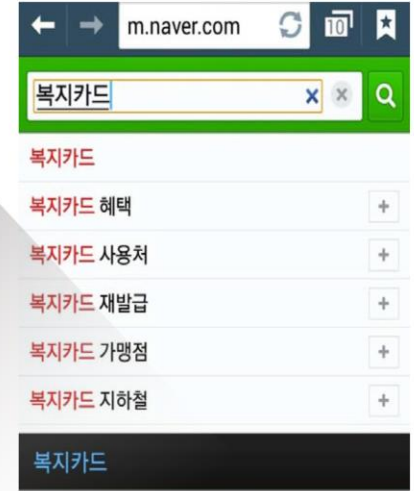 m.naver.com
10
복지카드
복지카드
복지카드 혜택
복지카드 사용처
복지카드 재발급
복지카드 가맹점
복지카드 지하철
복지카드